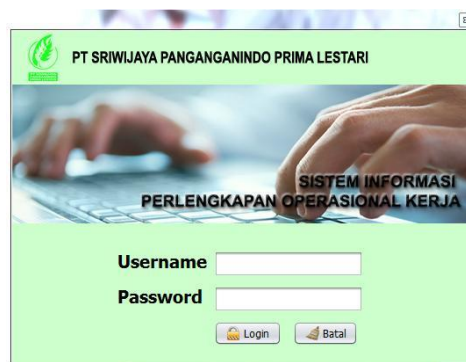 PT SRIWIJAYA PANGANGANINDO PRIMA LESTARI
SISTEM INFORMASI
PERLENGKAPAN OPERASIONAL KERJA
Username
Password
Login
Batal